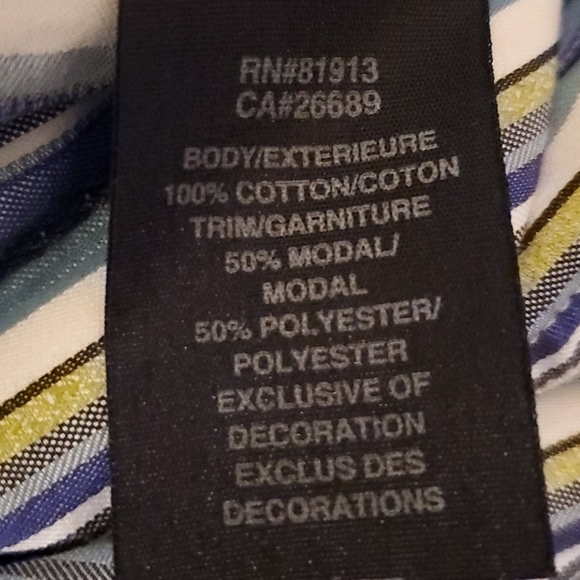 RN#81913
CA#26689
BODY/EXTERIEURE
100% COTTON/COTON
TRIM/GARNITURE
50% MODAL/
MODAL
50% POLYESTER/
POLYESTER
EXCLUSIVE OF
DECORATION
EXCLUS DES
DECORATIONS